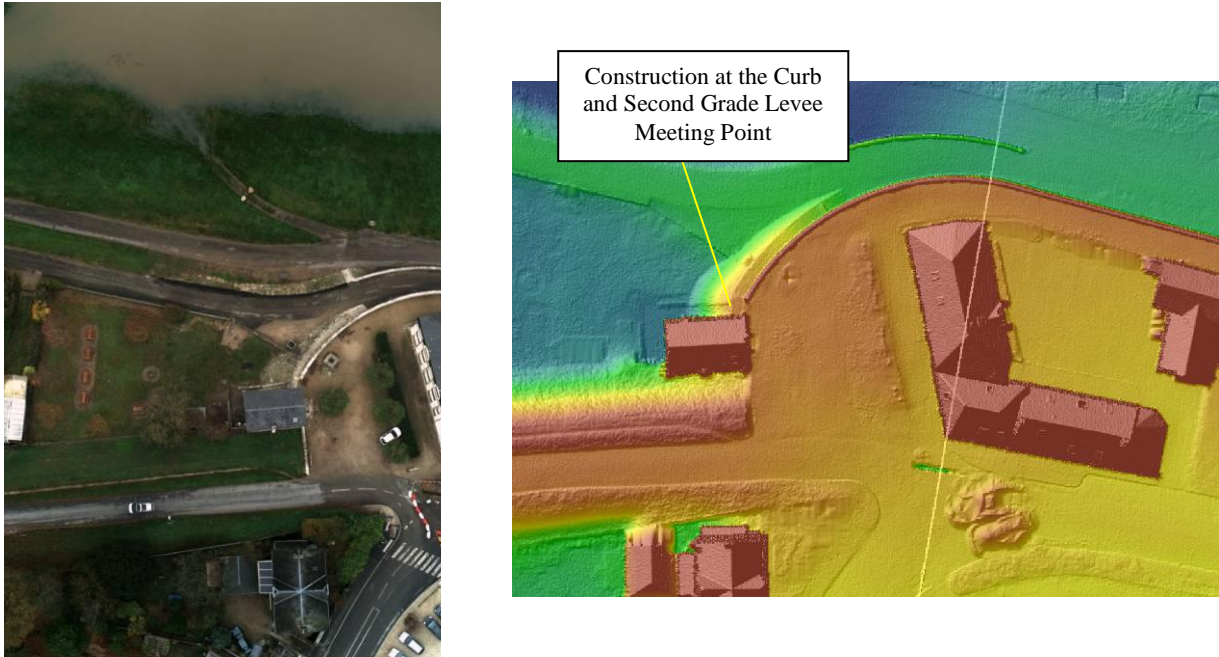 Construction at the Curb
and Second Grade Levee
Meeting Point